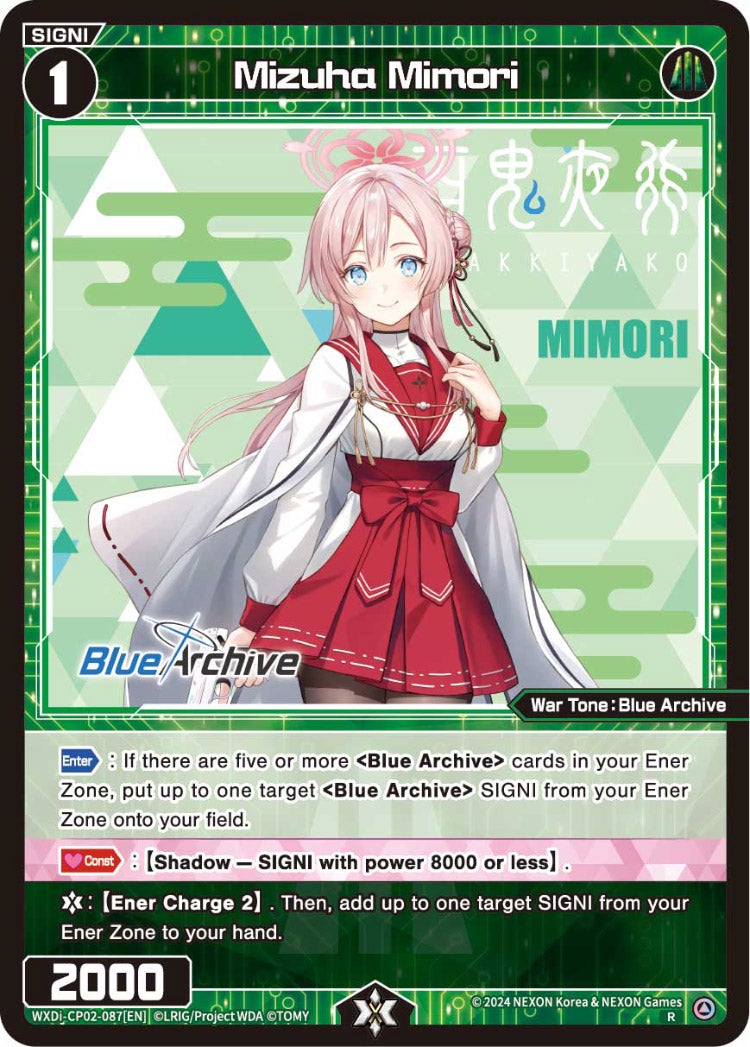 SIGNI
1
Mizuha Mimori
百鬼夜行
AKKIYAKO
MIMORI
Blue Archive
War Tone:Blue Archive
Enter : If there are five or more <Blue Archive> cards in your Ener
Zone, put up to one target <Blue Archive> SIGNI from your Ener
Zone onto your field.
Const : 【Shadow — SIGNI with power 8000 or less】.
: 【Ener Charge 2】. Then, add up to one target SIGNI from your
Ener Zone to your hand.
2000
WXDi-CP02-087[EN] ©LRIG/Project WDA ©TOMY
©2024 NEXON Korea & NEXON Games
R